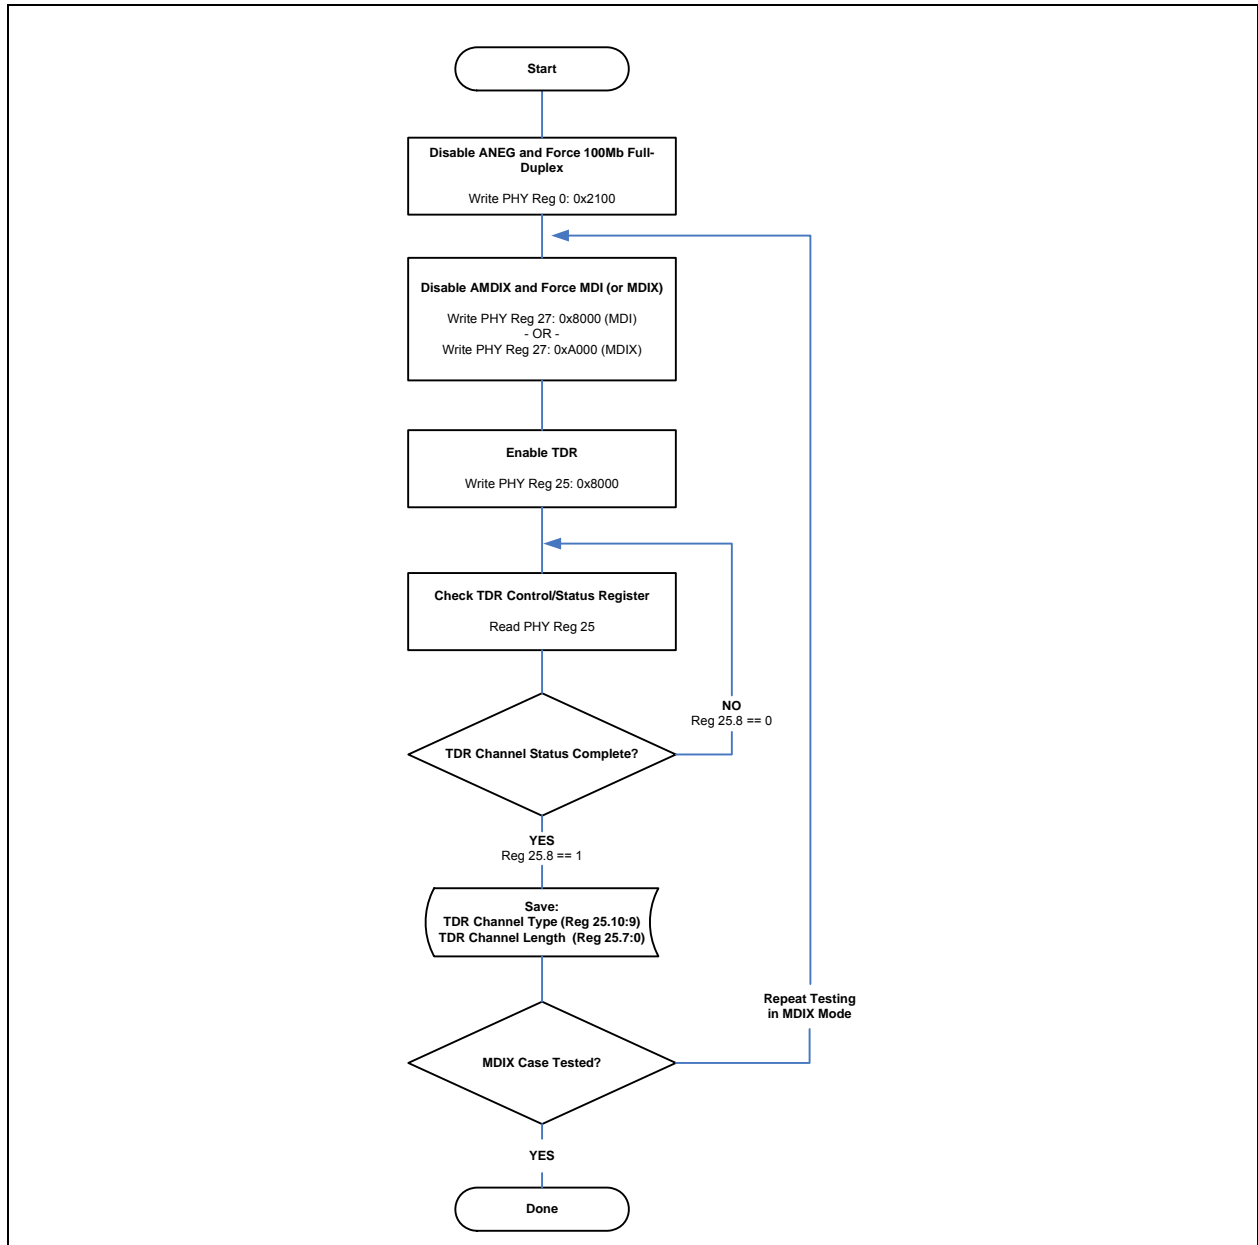 Start
Disable ANEG and Force 100Mb Full-
Duplex
Write PHY Reg 0: 0x2100
Disable AMDIX and Force MDI (or MDIX)
Write PHY Reg 27: 0x8000 (MDI)
- OR -
Write PHY Reg 27: 0xA000 (MDIX)
Enable TDR
Write PHY Reg 25: 0x8000
Check TDR Control/Status Register
Read PHY Reg 25
NO
Reg 25.8 == 0
TDR Channel Status Complete?
YES
Reg 25.8 == 1
Save:
TDR Channel Type (Reg 25.10:9)
TDR Channel Length (Reg 25.7:0)
Repeat Testing
in MDIX Mode
MDIX Case Tested?
YES
Done